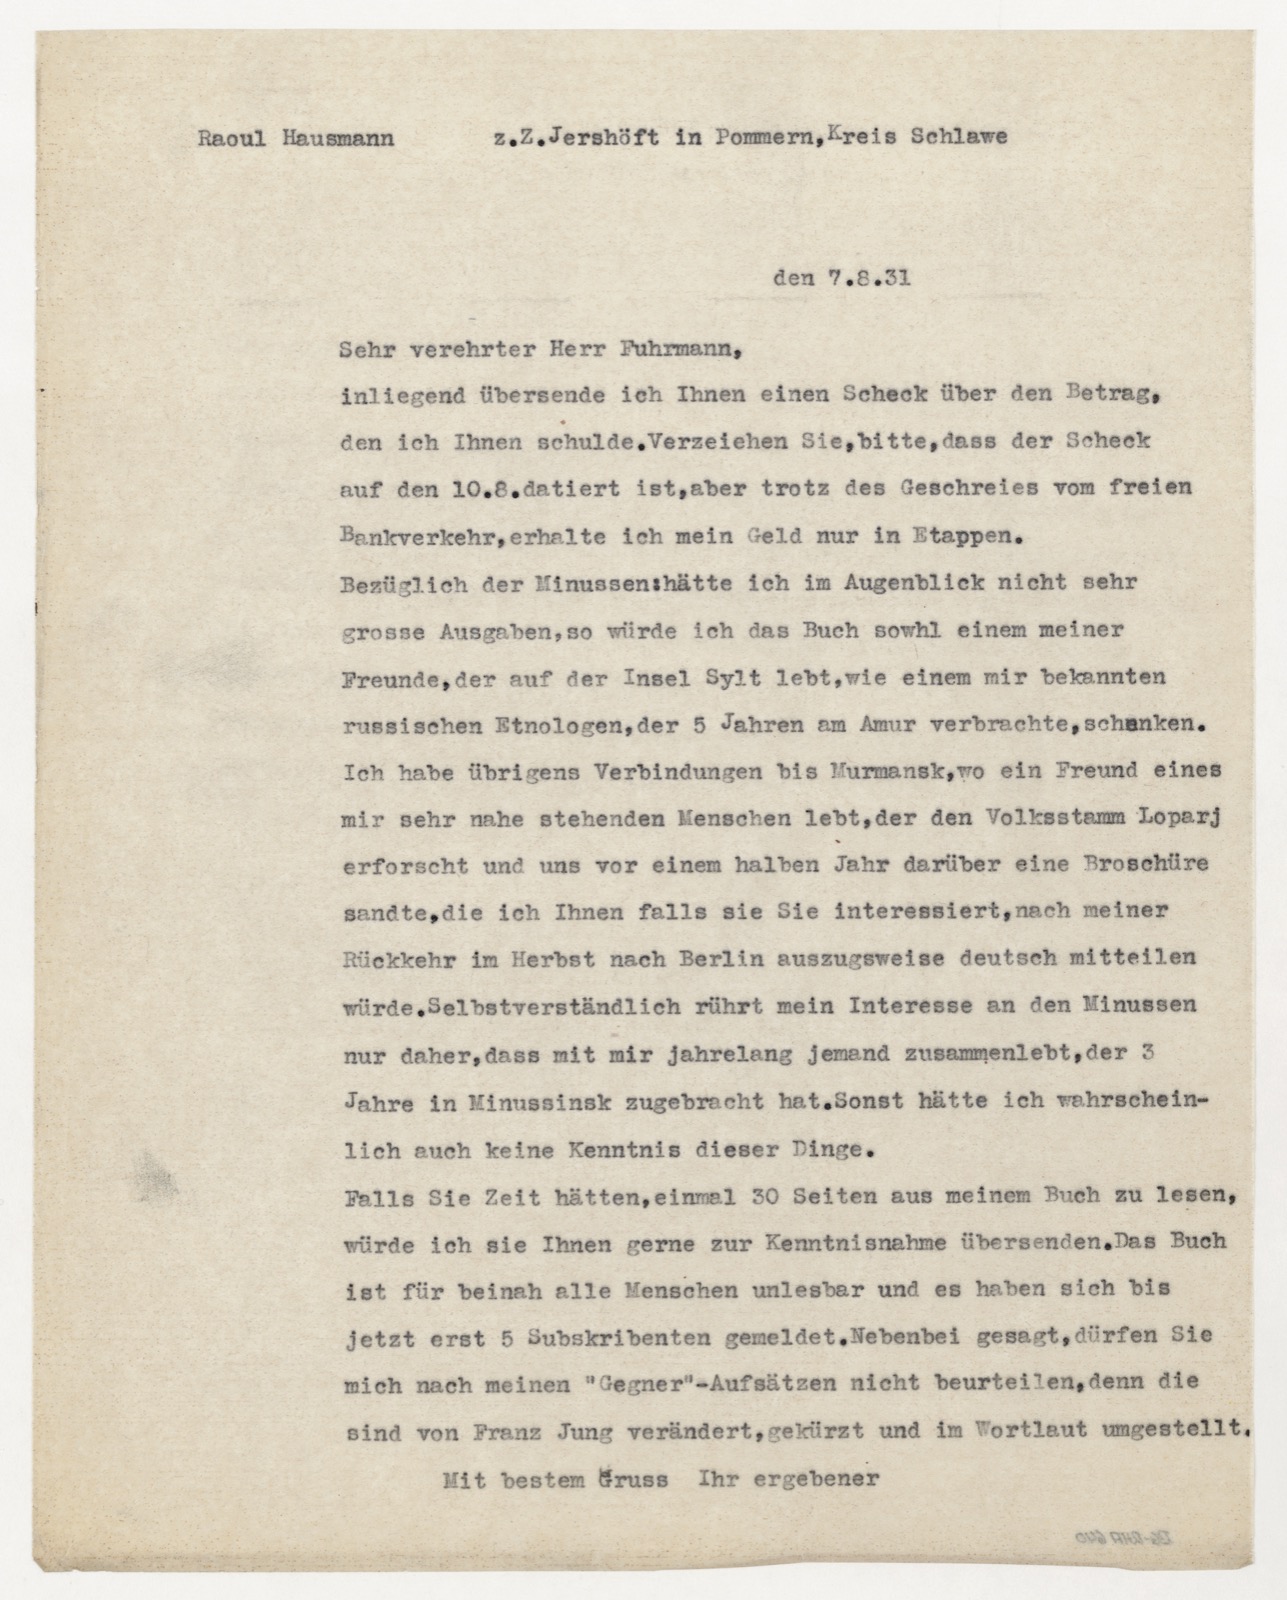 Raoul Hausmann z.Z.Jershöft in Pommern,Kreis Schlawe
den 7.8.31
Sehr verehrter Herr Fuhrmann,
inliegend übersende ich Ihnen einen Scheck über den Betrag,
den ich Ihnen schulde.Verzeiehen Sie,bitte,dass der Scheck
auf den 10.8.datiert ist,aber trotz des Geschreies vom freien
Bankverkehr,erhalte ich mein Geld nur in Etappen.
Bezüglich der Minussen:hätte ich im Augenblick nicht sehr
grosse Ausgaben,so würde ich das Buch sowhl einem meiner
Freunde,der auf der Insel Sylt lebt,wie einem mir bekannten
russischen Etnologen,der 5 Jahren am Amur verbrachte,schenken.
Ich habe übrigens Verbindungen bis Murmansk,wo ein Freund eines
mir sehr nahe stehenden Menschen lebt,der den Volksstamm Loparj
erforscht und uns vor einem halben Jahr darüber eine Broschüre
sandte,die ich Ihnen falls sie Sie interessiert,nach meiner
Rückkehr im Herbst nach Berlin auszugsweise deutsch mitteilen
würde.Selbstverständlich rührt mein Interesse an den Minussen
nur daher,dass mit mir jahrelang jemand zusammenlebt,der 3
Jahre in Minussinsk zugebracht hat.Sonst hätte ich wahrschein-
lich auch keine Kenntnis dieser Dinge.
Falls Sie Zeit hätten,einmal 30 Seiten aus meinem Buch zu lesen,
würde ich sie Ihnen gerne zur Kenntnisnahme übersenden.Das Buch
ist für beinah alle Menschen unlesbar und es haben sich bis
jetzt erst 5 Subskribenten gemeldet.Nebenbei gesagt,dürfen Sie
mich nach meinen "Gegner"-Aufsätzen nicht beurteilen,denn die
sind von Franz Jung verändert,gekürzt und im Wortlaut umgestellt.
Mit bestem Gruss Ihr ergebener